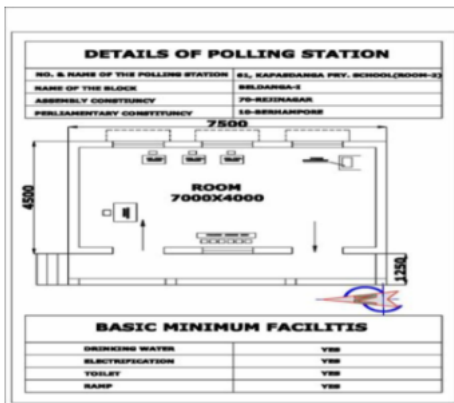 DETAILS OF POLLING STATION
NO. & NAME OF THE POLLING STATION 61, KAPASDANGA PRY. SCHOOL(ROOM-2)
NAME OF THE BLOCK BELDANGA-I
ASSEMBLY CONSTIUNCY 70-REJINAGAR
PERLIAMENTARY CONSTITUNCY 10-BERHAMPORE
7500
4500
ROOM
7000X4000
1250
BASIC MINIMUM FACILITIS
DRINKING WATER YES
ELECTRIFICATION YES
TOILET YES
RAMP YES